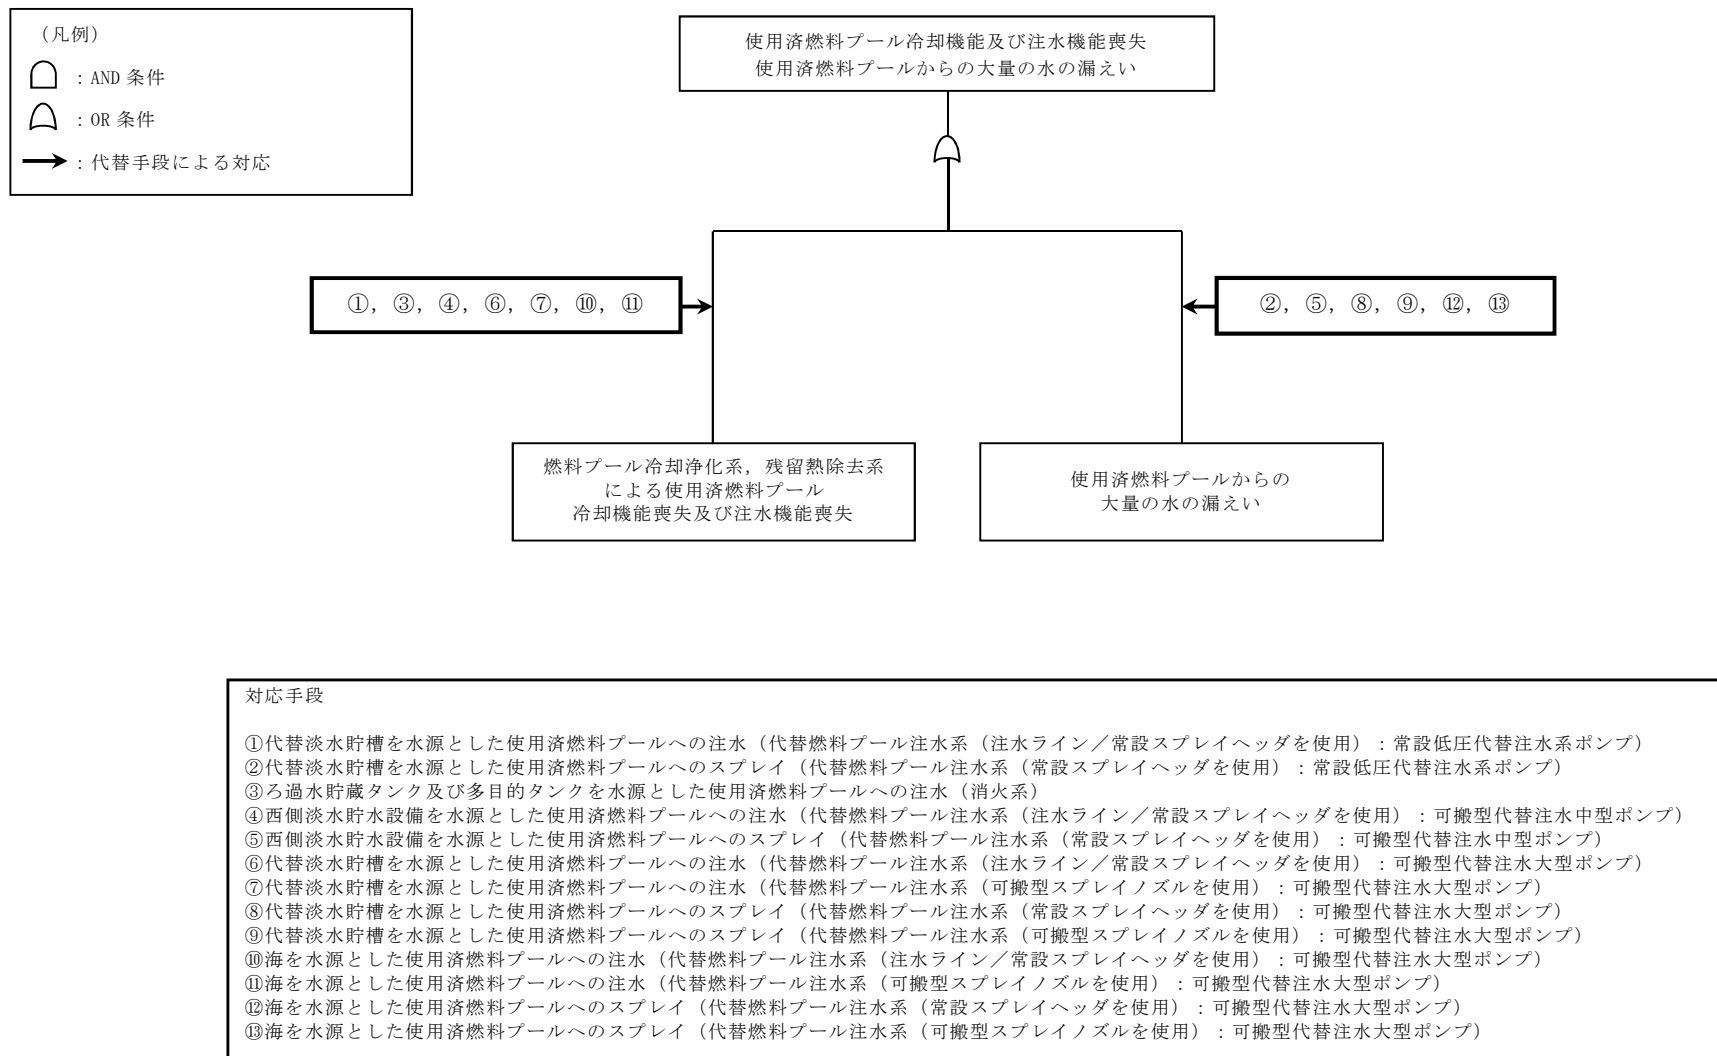 （凡例）
：AND 条件
：OR 条件
：代替手段による対応
使用済燃料プール冷却機能及び注水機能喪失
使用済燃料プールからの大量の水の漏えい
①，③，④，⑥，⑦，⑩，⑪
②，⑤，⑧，⑨，⑫，⑬
燃料プール冷却浄化系，残留熱除去系
による使用済燃料プール
冷却機能喪失及び注水機能喪失
使用済燃料プールからの
大量の水の漏えい
対応手段
①代替淡水貯槽を水源とした使用済燃料プールへの注水（代替燃料プール注水系（注水ライン／常設スプレイヘッダを使用）：常設低圧代替注水系ポンプ）
②代替淡水貯槽を水源とした使用済燃料プールへのスプレイ（代替燃料プール注水系（常設スプレイヘッダを使用）：常設低圧代替注水系ポンプ）
③ろ過水貯蔵タンク及び多目的タンクを水源とした使用済燃料プールへの注水（消火系）
④西側淡水貯水設備を水源とした使用済燃料プールへの注水（代替燃料プール注水系（注水ライン／常設スプレイヘッダを使用）：可搬型代替注水中型ポンプ）
⑤西側淡水貯水設備を水源とした使用済燃料プールへのスプレイ（代替燃料プール注水系（常設スプレイヘッダを使用）：可搬型代替注水中型ポンプ）
⑥代替淡水貯槽を水源とした使用済燃料プールへの注水（代替燃料プール注水系（注水ライン／常設スプレイヘッダを使用）：可搬型代替注水大型ポンプ）
⑦代替淡水貯槽を水源とした使用済燃料プールへの注水（代替燃料プール注水系（可搬型スプレイノズルを使用）：可搬型代替注水大型ポンプ）
⑧代替淡水貯槽を水源とした使用済燃料プールへのスプレイ（代替燃料プール注水系（常設スプレイヘッダを使用）：可搬型代替注水大型ポンプ）
⑨代替淡水貯槽を水源とした使用済燃料プールへのスプレイ（代替燃料プール注水系（可搬型スプレイノズルを使用）：可搬型代替注水大型ポンプ）
⑩海を水源とした使用済燃料プールへの注水（代替燃料プール注水系（注水ライン／常設スプレイヘッダを使用）：可搬型代替注水大型ポンプ）
⑪海を水源とした使用済燃料プールへの注水（代替燃料プール注水系（可搬型スプレイノズルを使用）：可搬型代替注水大型ポンプ）
⑫海を水源とした使用済燃料プールへのスプレイ（代替燃料プール注水系（常設スプレイヘッダを使用）：可搬型代替注水大型ポンプ）
⑬海を水源とした使用済燃料プールへのスプレイ（代替燃料プール注水系（可搬型スプレイノズルを使用）：可搬型代替注水大型ポンプ）